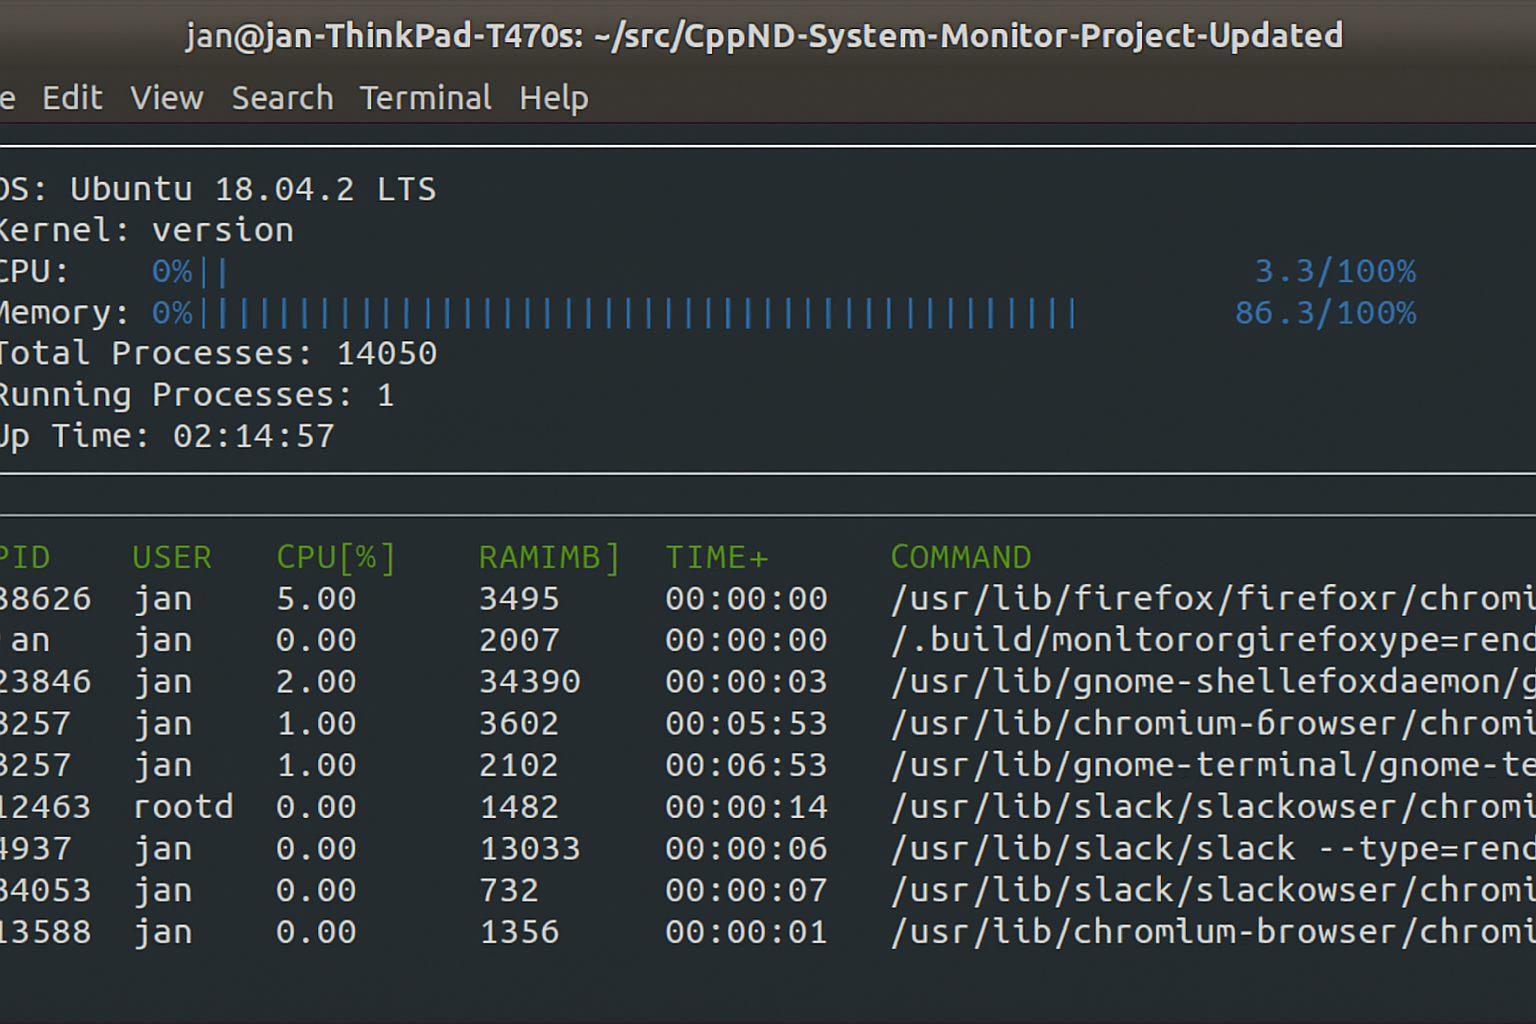 jan@jan-ThinkPad-T470s: ~/src/CppND-System-Monitor-Project-Updated
e Edit View Search Terminal Help
OS: Ubuntu 18.04.2 LTS
Kernel: version
CPU: 0%|| 3.3/100%
Memory: 0%|||||||||||||||||||||||||||||||||||||||||||| 86.3/100%
Total Processes: 14050
Running Processes: 1
Up Time: 02:14:57
PID USER CPU[%] RAMIMB] TIME+ COMMAND
38626 jan 5.00 3495 00:00:00 /usr/lib/firefox/firefoxr/chromi
an jan 0.00 2007 00:00:00 /.build/monltororgirefoxype=rend
23846 jan 2.00 34390 00:00:03 /usr/lib/gnome-shellefoxdaemon/g
3257 jan 1.00 3602 00:05:53 /usr/lib/chromium-6rowser/chromi
3257 jan 1.00 2102 00:06:53 /usr/lib/gnome-terminal/gnome-te
12463 rootd 0.00 1482 00:00:14 /usr/lib/slack/slackowser/chromi
4937 jan 0.00 13033 00:00:06 /usr/lib/slack/slack --type=rend
34053 jan 0.00 732 00:00:07 /usr/lib/slack/slackowser/chromi
13588 jan 0.00 1356 00:00:01 /usr/lib/chromlum-browser/chromi